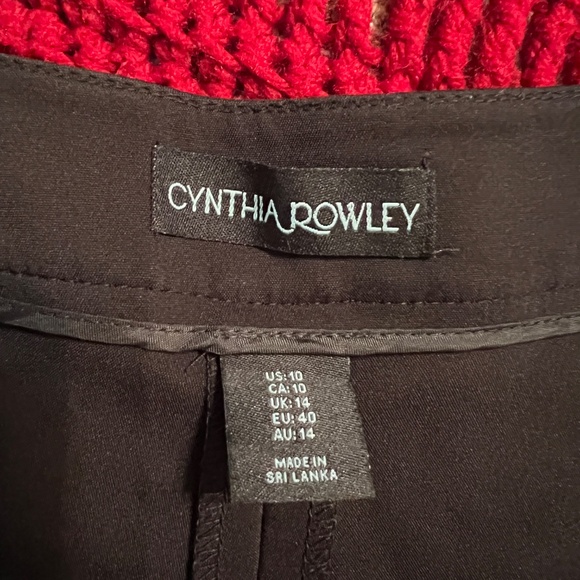 CYNTHIA ROWLEY
US: 10
CA: 10
UK: 14
EU: 40
AU: 14
MADE IN
SRI LANKA